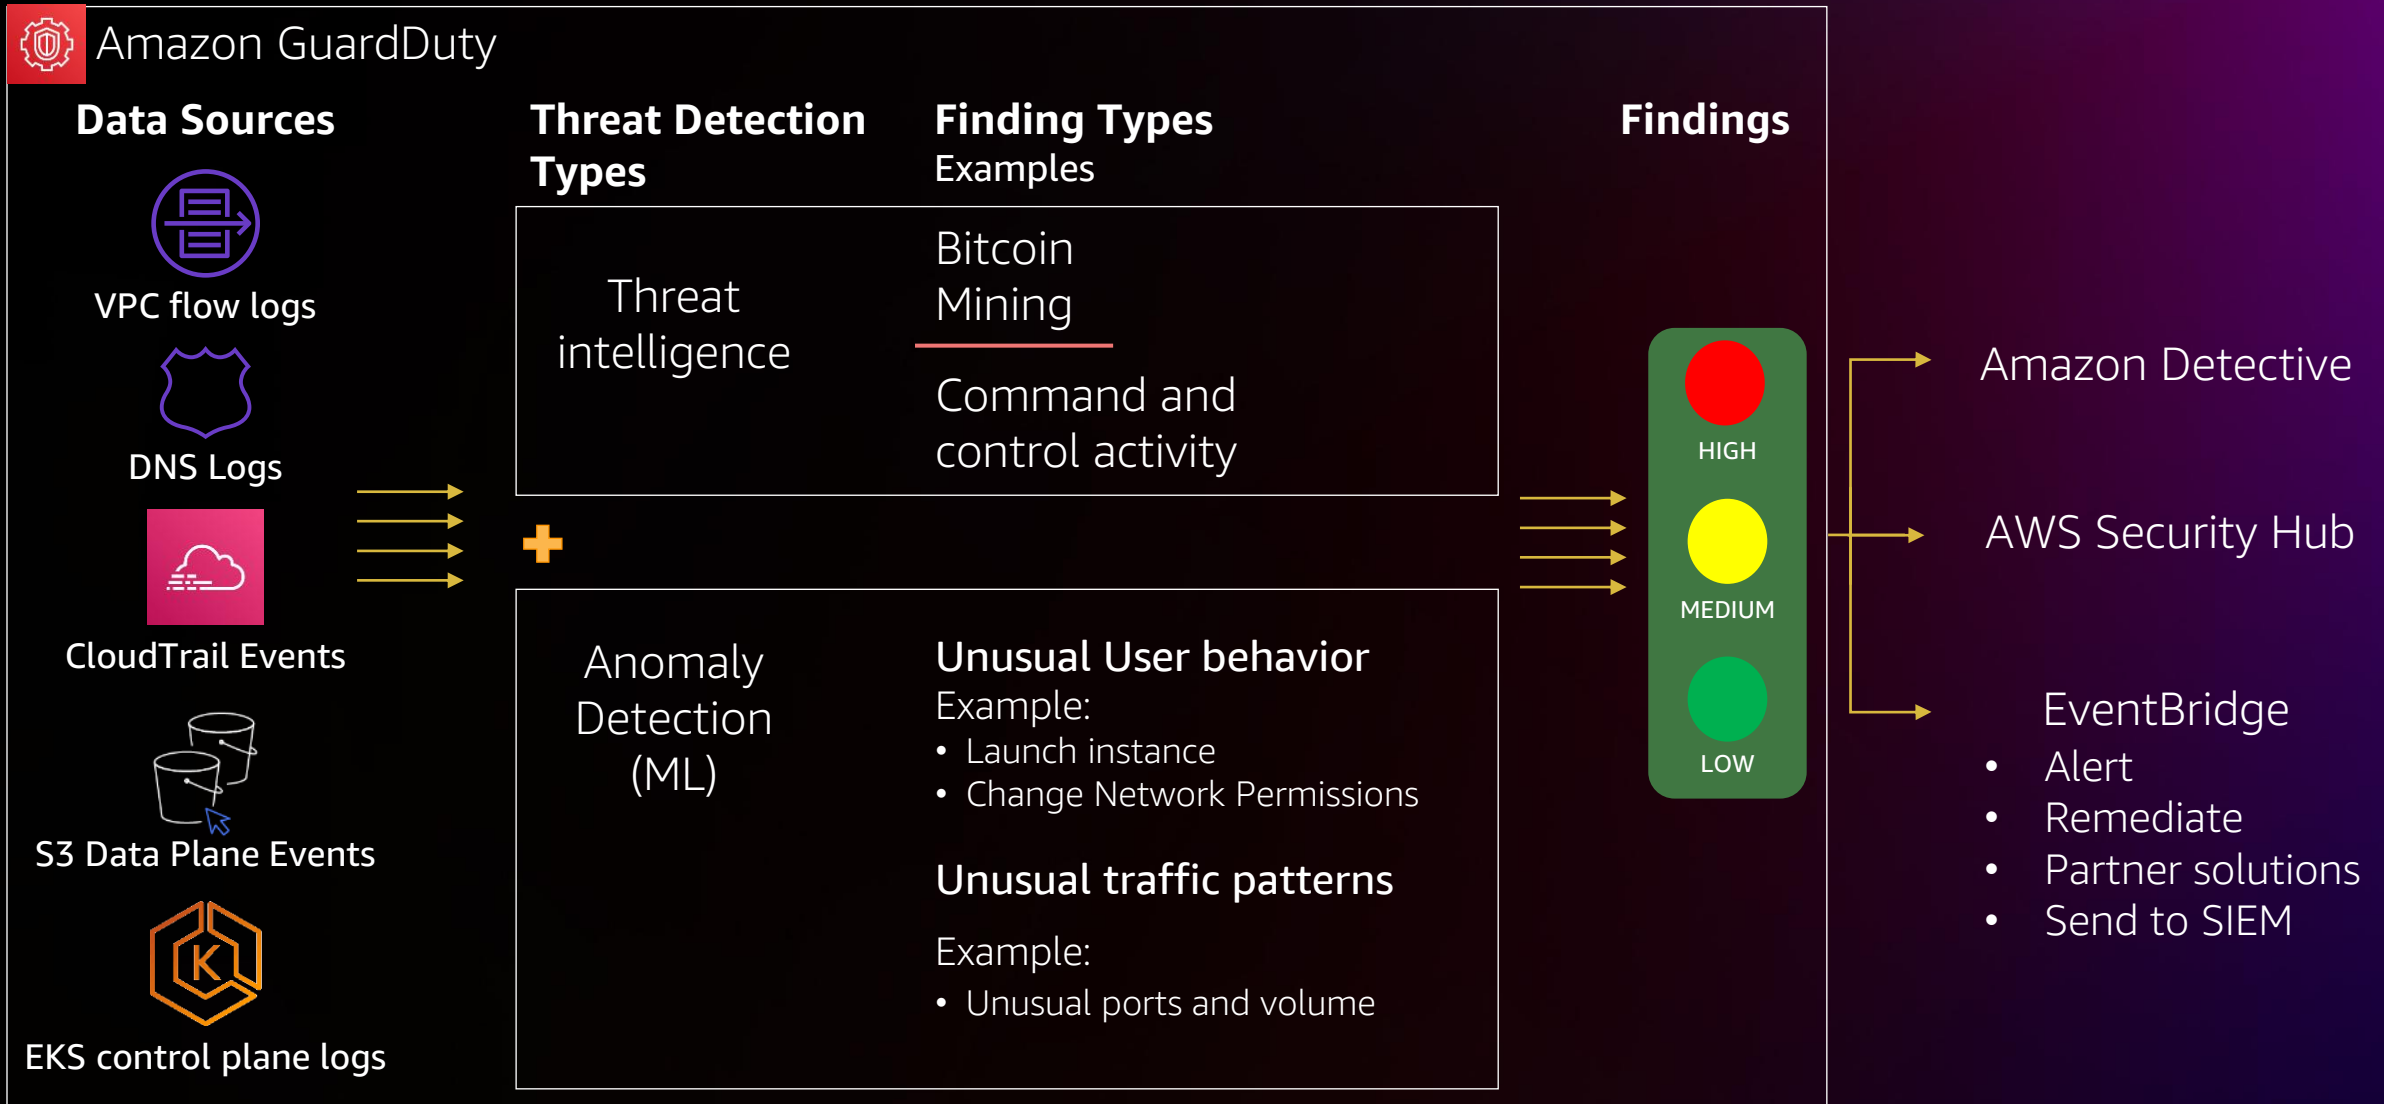 Amazon GuardDuty
Data Sources
VPC flow logs
DNS Logs
CloudTrail Events
S3 Data Plane Events
K
EKS control plane logs
Threat Detection
Types
Finding Types
Examples
Threat
intelligence
Bitcoin
Mining
Command and
control activity
Anomaly
Detection
(ML)
Unusual User behavior
Example:
• Launch instance
• Change Network Permissions
Unusual traffic patterns
Example:
• Unusual ports and volume
Findings
HIGH
MEDIUM
LOW
Amazon Detective
AWS Security Hub
EventBridge
• Alert
• Remediate
• Partner solutions
• Send to SIEM